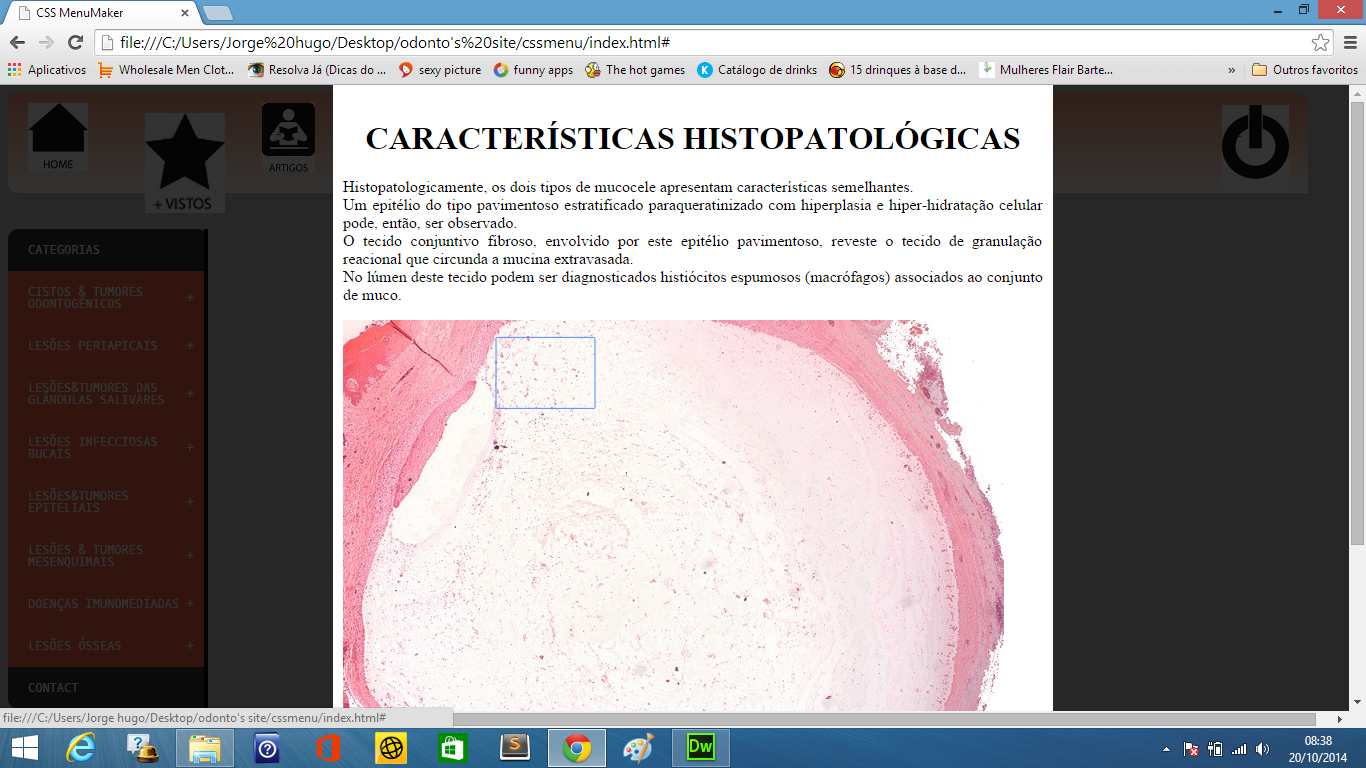 CSS MenuMaker
file:///C:/Users/Jorge%20hugo/Desktop/odonto's%20site/cssmenu/index.html#
Aplicativos
Wholesale Men Clot...
Resolva Já (Dicas do ...
sexy picture
funny apps
The hot games
Catálogo de drinks
15 drinques à base d...
Mulheres Flair Barte...
»
Outros favoritos
HOME
+ VISTOS
ARTIGOS
CATEGORIAS
CISTOS & TUMORES
ODONTOGÊNICOS +
LESÕES PERIAPICAIS +
LESÕES&TUMORES DAS
GLÂNDULAS SALIVARES +
LESÕES INFECCIOSAS
BUCAIS +
LESÕES&TUMORES
EPITELIAIS +
LESÕES & TUMORES
MESENQUIMAIS +
DOENÇAS IMUNOMEDIADAS +
LESÕES ÓSSEAS +
CONTACT
CARACTERÍSTICAS HISTOPATOLÓGICAS
Histopatologicamente, os dois tipos de mucocele apresentam características semelhantes.
Um epitélio do tipo pavimentoso estratificado paraqueratinizado com hiperplasia e hiper-hidratação celular
pode, então, ser observado.
O tecido conjuntivo fibroso, envolvido por este epitélio pavimentoso, reveste o tecido de granulação
reacional que circunda a mucina extravasada.
No lúmen deste tecido podem ser diagnosticados histiócitos espumosos (macrófagos) associados ao conjunto
de muco.
file:///C:/Users/Jorge hugo/Desktop/odonto's site/cssmenu/index.html#
Dw
08:38
20/10/2014